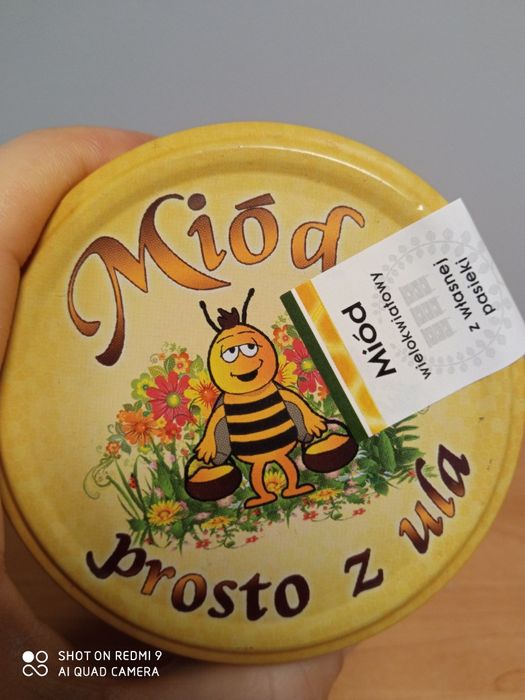 Miód
Miód
wielokwiatowy
z własnej
pasieki
prosto z ula
SHOT ON REDMI 9
AI QUAD CAMERA